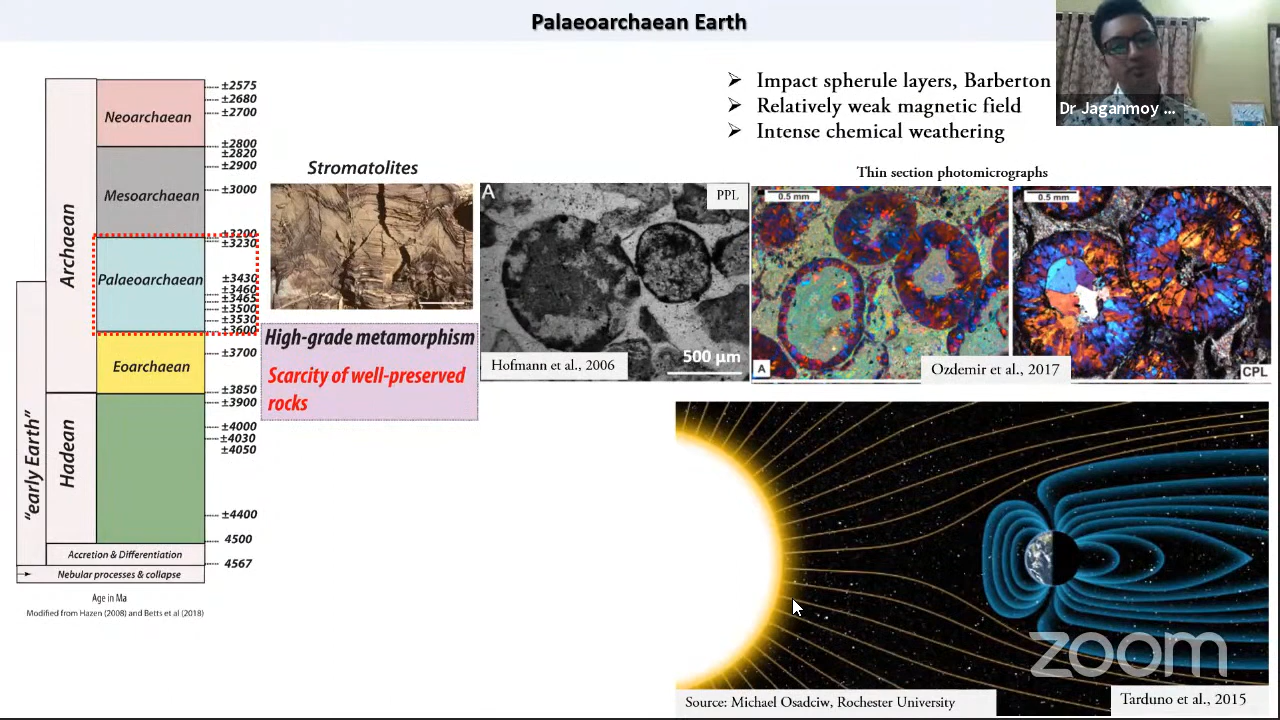 Palaeoarchaean Earth
➢ Impact spherule layers, Barberton
➢ Relatively weak magnetic field
➢ Intense chemical weathering
Dr Jaganmoy ...
Archaean
"early Earth"
Hadean
Neoarchaean
Mesoarchaean
Palaeoarchaean
Eoarchaean
Accretion & Differentiation
Nebular processes & collapse
±2575
±2680
±2700
±2800
±2820
±2900
±3000
±3200
±3230
±3430
±3460
±3465
±3500
±3530
±3600
±3700
±3850
±3900
±4000
±4030
±4050
±4400
4500
4567
Age in Ma
Modified from Hazen (2008) and Betts et al (2018)
Stromatolites
High-grade metamorphism
Scarcity of well-preserved
rocks
A
PPL
Hofmann et al., 2006
500 µm
Thin section photomicrographs
0.5 mm
0.5 mm
A
Ozdemir et al., 2017
CPL
zoom
Source: Michael Osadciw, Rochester University
Tarduno et al., 2015